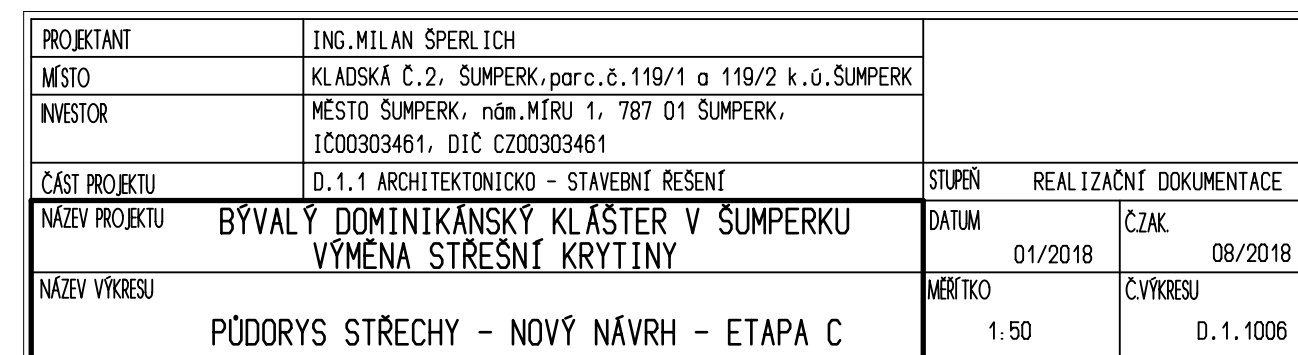 PROJEKTANT ING.MILAN ŠPERLICH
MÍSTO KLADSKÁ Č.2, ŠUMPERK,parc.č.119/1 a 119/2 k.ú.ŠUMPERK
INVESTOR MĚSTO ŠUMPERK, nám.MÍRU 1, 787 01 ŠUMPERK,
IČ00303461, DIČ CZ00303461
ČÁST PROJEKTU D.1.1 ARCHITEKTONICKO - STAVEBNÍ ŘEŠENÍ STUPEŇ REALIZAČNÍ DOKUMENTACE
NÁZEV PROJEKTU BÝVALÝ DOMINIKÁNSKÝ KLÁŠTER V ŠUMPERKU
VÝMĚNA STŘEŠNÍ KRYTINY
DATUM Č.ZAK.
01/2018 08/2018
NÁZEV VÝKRESU MĚŘÍTKO Č.VÝKRESU
PŮDORYS STŘECHY - NOVÝ NÁVRH - ETAPA C 1:50 D.1.1006